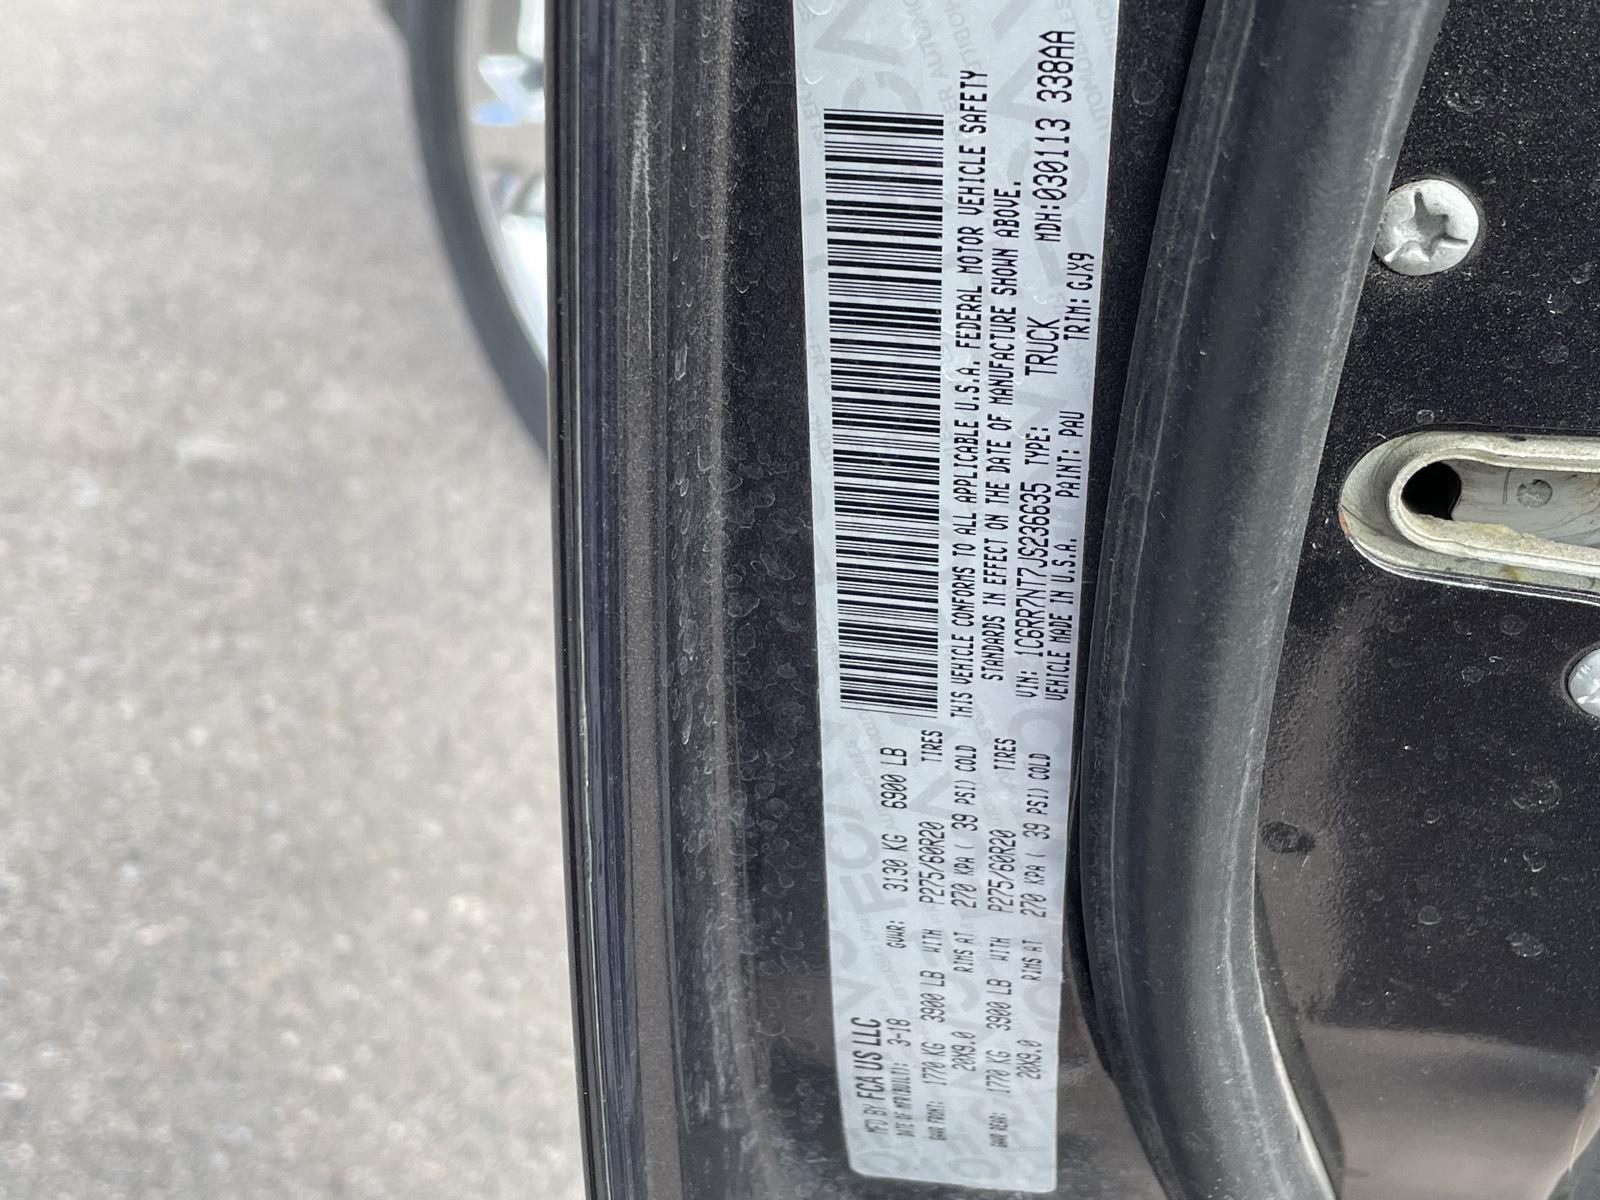 MFD BY FCA US LLC
DATE OF MFR(BUILT): 3-18 GVWR: 3130 KG 6900 LB
GAWR FRONT: 1770 KG 3900 LB WITH P275/60R20 TIRES
20X9.0 RIMS AT 270 KPA ( 39 PSI) COLD
GAWR REAR: 1770 KG 3900 LB WITH P275/60R20 TIRES
20X9.0 RIMS AT 270 KPA ( 39 PSI) COLD
THIS VEHICLE CONFORMS TO ALL APPLICABLE U.S.A. FEDERAL MOTOR VEHICLE SAFETY
STANDARDS IN EFFECT ON THE DATE OF MANUFACTURE SHOWN ABOVE.
VIN: 1C6RR7NT7JS236635 TYPE: TRUCK MDH:030113 338AA
VEHICLE MADE IN U.S.A. PAINT: PAU TRIM: GJX9